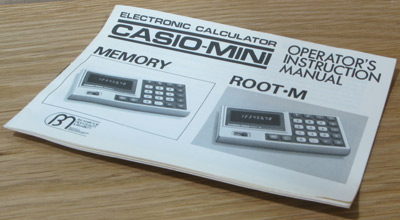 ELECTRONIC CALCULATOR
CASIO-MINI
OPERATOR'S
INSTRUCTION
MANUAL
MEMORY
ROOT-M